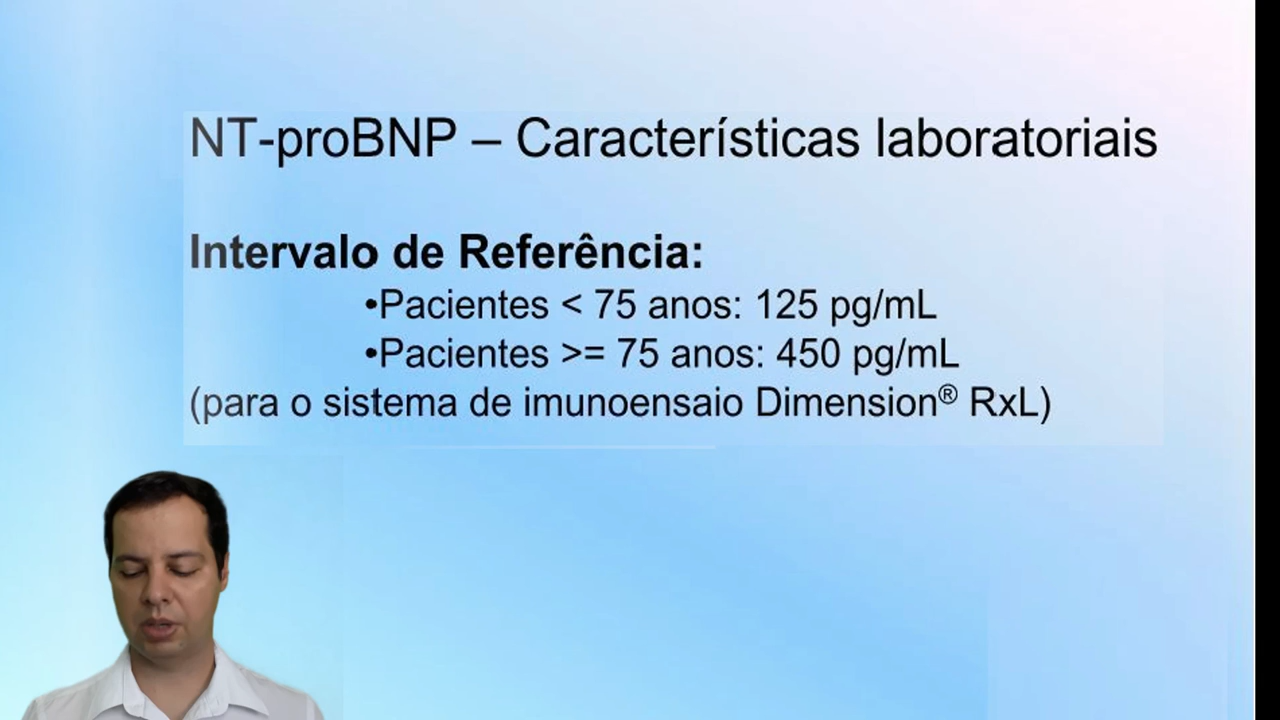 NT-proBNP – Características laboratoriais
Intervalo de Referência:
•Pacientes < 75 anos: 125 pg/mL
•Pacientes >= 75 anos: 450 pg/mL
(para o sistema de imunoensaio Dimension® RxL)